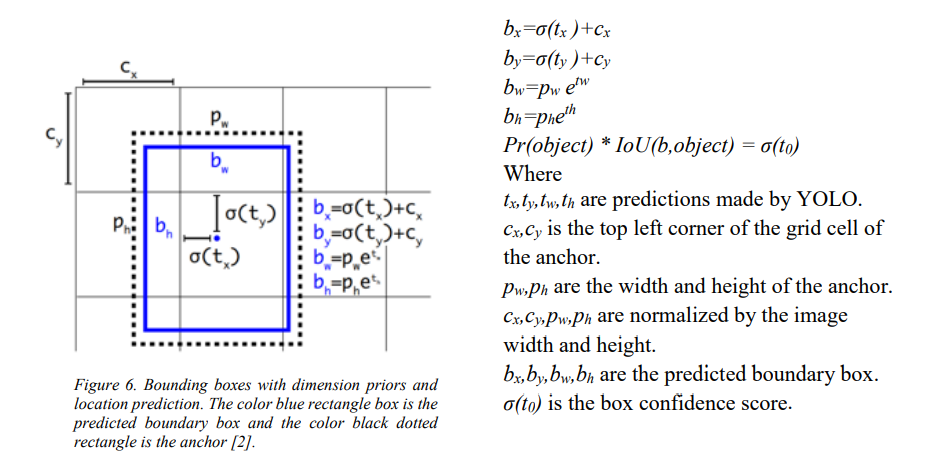 cx
cy
pw
bw
ph
bh
σ(ty)
σ(tx)
bx=σ(tx)+cx
by=σ(ty)+cy
bw=pwet
bh=phet
Figure 6. Bounding boxes with dimension priors and
location prediction. The color blue rectangle box is the
predicted boundary box and the color black dotted
rectangle is the anchor [2].
bx=σ(tx )+cx
by=σ(ty )+cy
bw=pw etw
bh=pheth
Pr(object) * IoU(b,object) = σ(t0)
Where
tx,ty,tw,th are predictions made by YOLO.
cx,cy is the top left corner of the grid cell of
the anchor.
pw,ph are the width and height of the anchor.
cx,cy,pw,ph are normalized by the image
width and height.
bx,by,bw,bh are the predicted boundary box.
σ(t0) is the box confidence score.